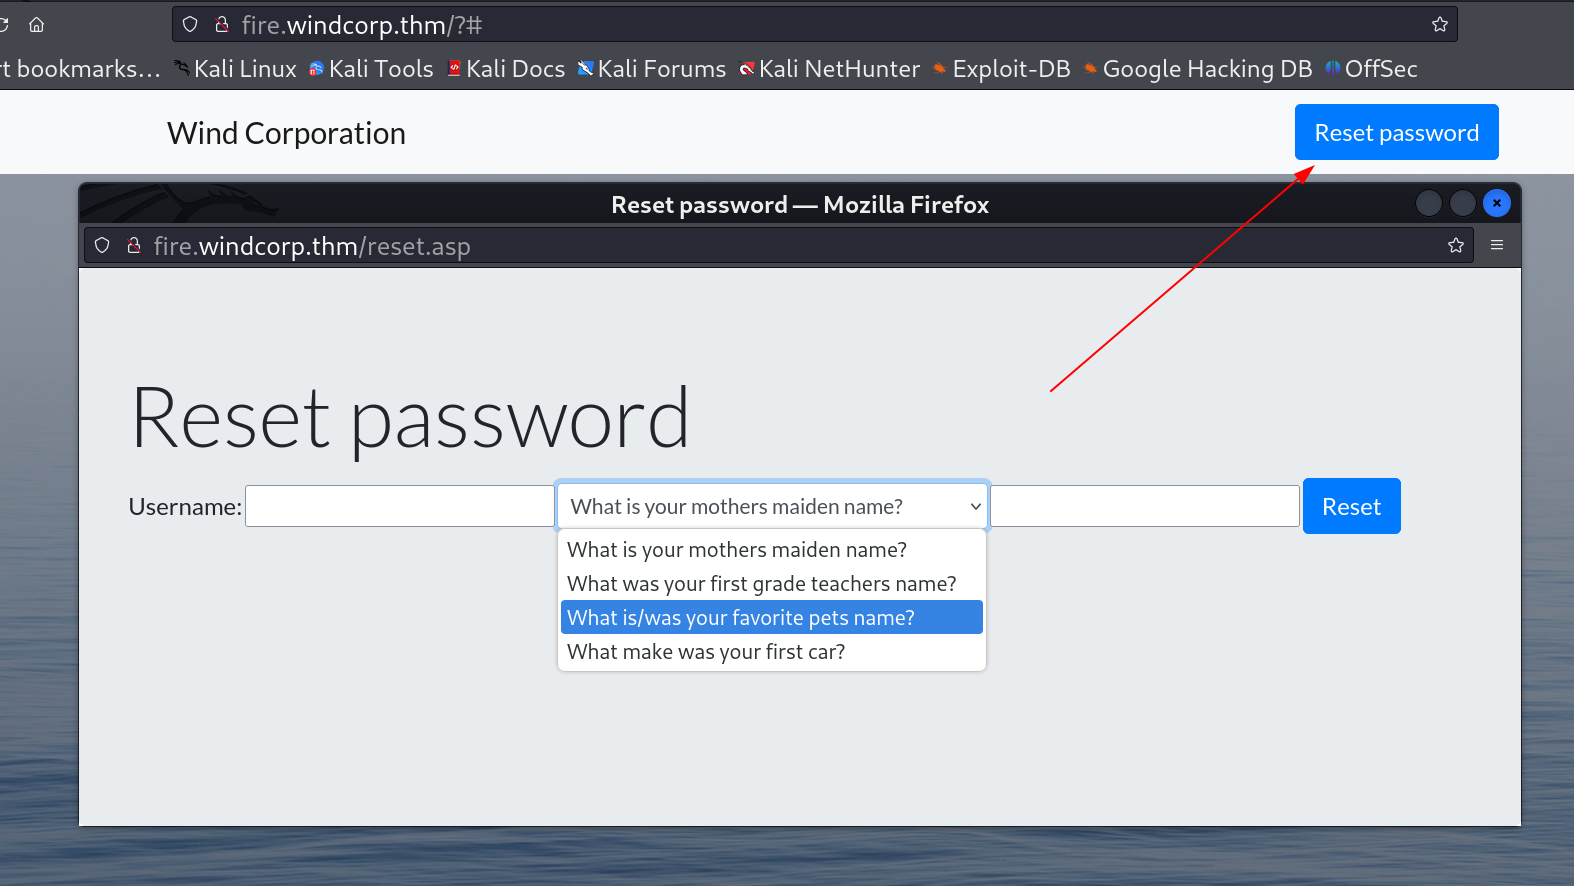 fire.windcorp.thm/?#
t bookmarks... Kali Linux Kali Tools Kali Docs Kali Forums Kali NetHunter Exploit-DB Google Hacking DB OffSec
Wind Corporation Reset password
Reset password — Mozilla Firefox
fire.windcorp.thm/reset.asp
Reset password
Username: What is your mothers maiden name? Reset
What is your mothers maiden name?
What was your first grade teachers name?
What is/was your favorite pets name?
What make was your first car?